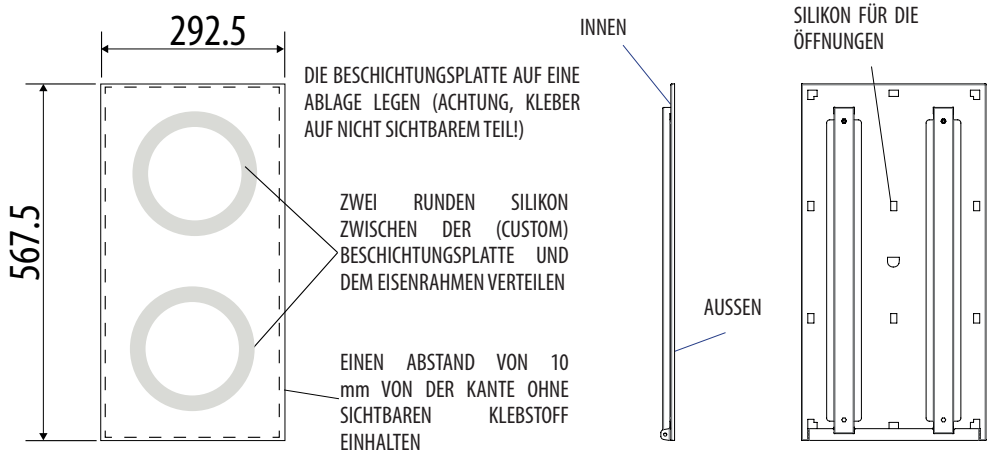 292.5
567.5
DIE BESCHICHTUNGSPLATTE AUF EINE
ABLAGE LEGEN (ACHTUNG, KLEBER
AUF NICHT SICHTBAREM TEIL!)
ZWEI RUNDEN SILIKON
ZWISCHEN DER (CUSTOM)
BESCHICHTUNGSPLATTE UND
DEM EISENRAHMEN VERTEILEN
EINEN ABSTAND VON 10
mm VON DER KANTE OHNE
SICHTBAREN KLEBSTOFF
EINHALTEN
INNEN
AUSSEN
SILIKON FÜR DIE
ÖFFNUNGEN